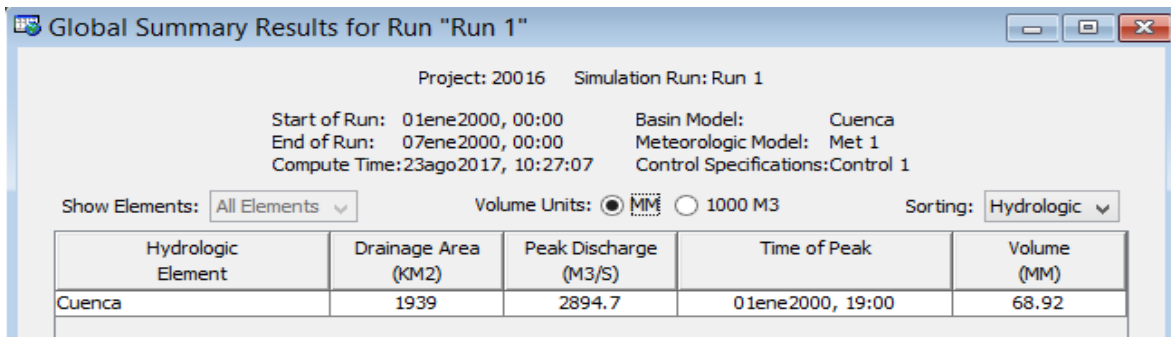 Global Summary Results for Run "Run 1"
Project: 20016 Simulation Run: Run 1
Start of Run: 01ene2000, 00:00 Basin Model: Cuenca
End of Run: 07ene2000, 00:00 Meteorologic Model: Met 1
Compute Time:23ago2017, 10:27:07 Control Specifications:Control 1
Show Elements: All Elements Volume Units: MM 1000 M3 Sorting: Hydrologic
Hydrologic Drainage Area Peak Discharge Time of Peak Volume
Element (KM2) (M3/S) (MM)
Cuenca 1939 2894.7 01ene2000, 19:00 68.92